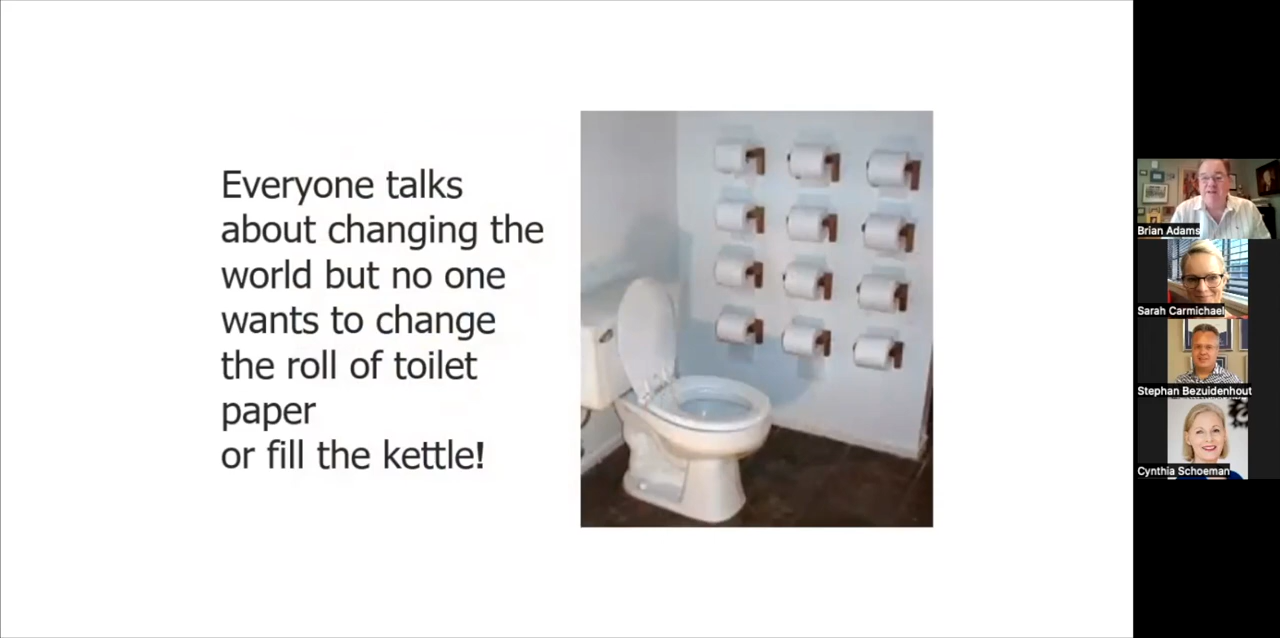 Everyone talks
about changing the
world but no one
wants to change
the roll of toilet
paper
or fill the kettle!
Brian Adams
Sarah Carmichael
Stephan Bezuidenhout
Cynthia Schoeman